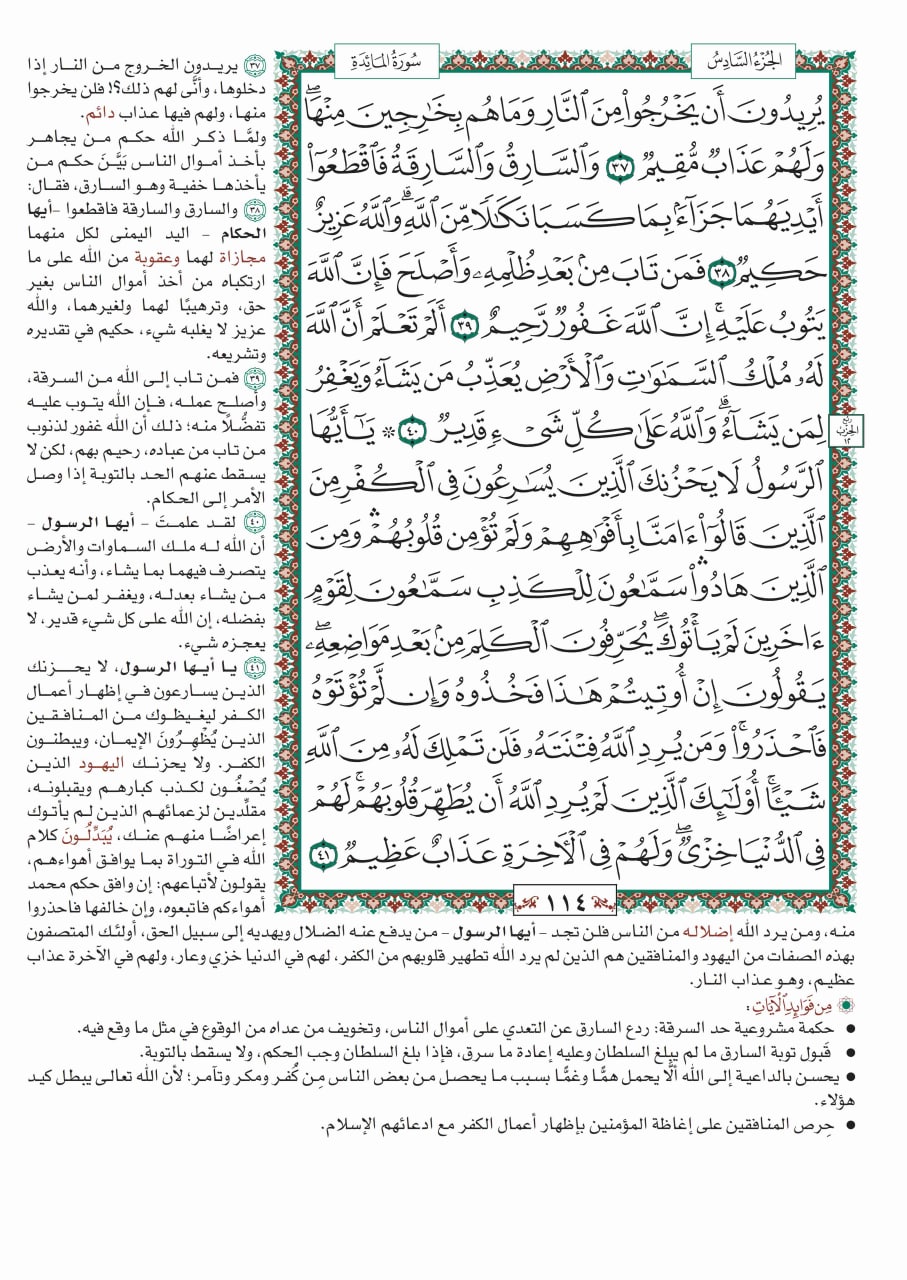 الجُزْءُ السَّادِسُ
سُورَةُ المَائِدَةِ
يُرِيدُونَ أَن يَخْرُجُوا۟ مِنَ ٱلنَّارِ وَمَا هُم بِخَٰرِجِينَ مِنْهَاۖ
وَلَهُمْ عَذَابٌ مُّقِيمٌ ٣٧ وَٱلسَّارِقُ وَٱلسَّارِقَةُ فَٱقْطَعُوٓا۟
أَيْدِيَهُمَا جَزَآءًۢ بِمَا كَسَبَا نَكَٰلًا مِّنَ ٱللَّهِۗ وَٱللَّهُ عَزِيزٌ
حَكِيمٌ ٣٨ فَمَن تَابَ مِنۢ بَعْدِ ظُلْمِهِۦ وَأَصْلَحَ فَإِنَّ ٱللَّهَ
يَتُوبُ عَلَيْهِۚ إِنَّ ٱللَّهَ غَفُورٌ رَّحِيمٌ ٣٩ أَلَمْ تَعْلَمْ أَنَّ ٱللَّهَ
لَهُۥ مُلْكُ ٱلسَّمَٰوَٰتِ وَٱلْأَرْضِ يُعَذِّبُ مَن يَشَآءُ وَيَغْفِرُ
لِمَن يَشَآءُۗ وَٱللَّهُ عَلَىٰ كُلِّ شَىْءٍ قَدِيرٌ ٤٠ ۞ يَٰٓأَيُّهَا
ٱلرَّسُولُ لَا يَحْزُنكَ ٱلَّذِينَ يُسَٰرِعُونَ فِى ٱلْكُفْرِ مِنَ
ٱلَّذِينَ قَالُوٓا۟ ءَامَنَّا بِأَفْوَٰهِهِمْ وَلَمْ تُؤْمِن قُلُوبُهُمْۛ وَمِنَ
ٱلَّذِينَ هَادُوا۟ۛ سَمَّٰعُونَ لِلْكَذِبِ سَمَّٰعُونَ لِقَوْمٍ
ءَاخَرِينَ لَمْ يَأْتُوكَۖ يُحَرِّفُونَ ٱلْكَلِمَ مِنۢ بَعْدِ مَوَاضِعِهِۦۖ
يَقُولُونَ إِنْ أُوتِيتُمْ هَٰذَا فَخُذُوهُ وَإِن لَّمْ تُؤْتَوْهُ
فَٱحْذَرُوا۟ۚ وَمَن يُرِدِ ٱللَّهُ فِتْنَتَهُۥ فَلَن تَمْلِكَ لَهُۥ مِنَ ٱللَّهِ
شَيْـًٔاۚ أُو۟لَٰٓئِكَ ٱلَّذِينَ لَمْ يُرِدِ ٱللَّهُ أَن يُطَهِّرَ قُلُوبَهُمْۚ لَهُمْ
فِى ٱلدُّنْيَا خِزْىٌۖ وَلَهُمْ فِى ٱلْءَاخِرَةِ عَذَابٌ عَظِيمٌ ٤١
ربع
الحزب
١٢
١١٤
٣٧ يريدون الخروج من النار إذا
دخلوها، وأنَّى لهم ذلك؟! فلن يخرجوا
منها، ولهم فيها عذاب دائم.
ولمَّا ذكر الله حكم من يجاهر
بأخذ أموال الناس بَيَّنَ حكم من
يأخذها خفية وهو السارق، فقال:
٣٨ والسارق والسارقة فاقطعوا -أيها
الحكام - اليد اليمنى لكل منهما
مجازاة لهما وعقوبة من الله على ما
ارتكباه من أخذ أموال الناس بغير
حق، وترهيبًا لهما ولغيرهما، والله
عزيز لا يغلبه شيء، حكيم في تقديره
وتشريعه.
٣٩ فمن تاب إلى الله من السرقة،
وأصلح عمله، فإن الله يتوب عليه
تفضُّلًا منه؛ ذلك أن الله غفور لذنوب
من تاب من عباده، رحيم بهم، لكن لا
يسقط عنهم الحد بالتوبة إذا وصل
الأمر إلى الحكام.
٤٠ لقد علمتَ - أيها الرسول -
أن الله له ملك السماوات والأرض
يتصرف فيهما بما يشاء، وأنه يعذب
من يشاء بعدله، ويغفر لمن يشاء
بفضله، إن الله على كل شيء قدير، لا
يعجزه شيء.
٤١ يا أيها الرسول، لا يحزنك
الذين يسارعون في إظهار أعمال
الكفر ليغيظوك من المنافقين
الذين يُظْهِرُونَ الإيمان، ويبطنون
الكفر. ولا يحزنك اليهود الذين
يُصْغُون لكذب كبارهم ويقبلونه،
مقلِّدين لزعمائهم الذين لم يأتوك
إعراضًا منهم عنك، يُبَدِّلُونَ كلام
الله في التوراة بما يوافق أهواءهم،
يقولون لأتباعهم: إن وافق حكم محمد
أهواءكم فاتبعوه، وإن خالفها فاحذروا
منه، ومن يرد الله إضلاله من الناس فلن تجد - أيها الرسول - من يدفع عنه الضلال ويهديه إلى سبيل الحق، أولئك المتصفون
بهذه الصفات من اليهود والمنافقين هم الذين لم يرد الله تطهير قلوبهم من الكفر، لهم في الدنيا خزي وعار، ولهم في الآخرة عذاب
عظيم، وهو عذاب النار.
مِن فَوَائِدِ الْآيَاتِ:
● حكمة مشروعية حد السرقة: ردع السارق عن التعدي على أموال الناس، وتخويف من عداه من الوقوع في مثل ما وقع فيه.
● قَبول توبة السارق ما لم يبلغ السلطان وعليه إعادة ما سرق، فإذا بلغ السلطان وجب الحكم، ولا يسقط بالتوبة.
● يحسن بالداعية إلى الله ألَّا يحمل همًّا وغمًّا بسبب ما يحصل من بعض الناس مِن كُفر ومكر وتآمر؛ لأن الله تعالى يبطل كيد
هؤلاء.
● حِرص المنافقين على إغاظة المؤمنين بإظهار أعمال الكفر مع ادعائهم الإسلام.